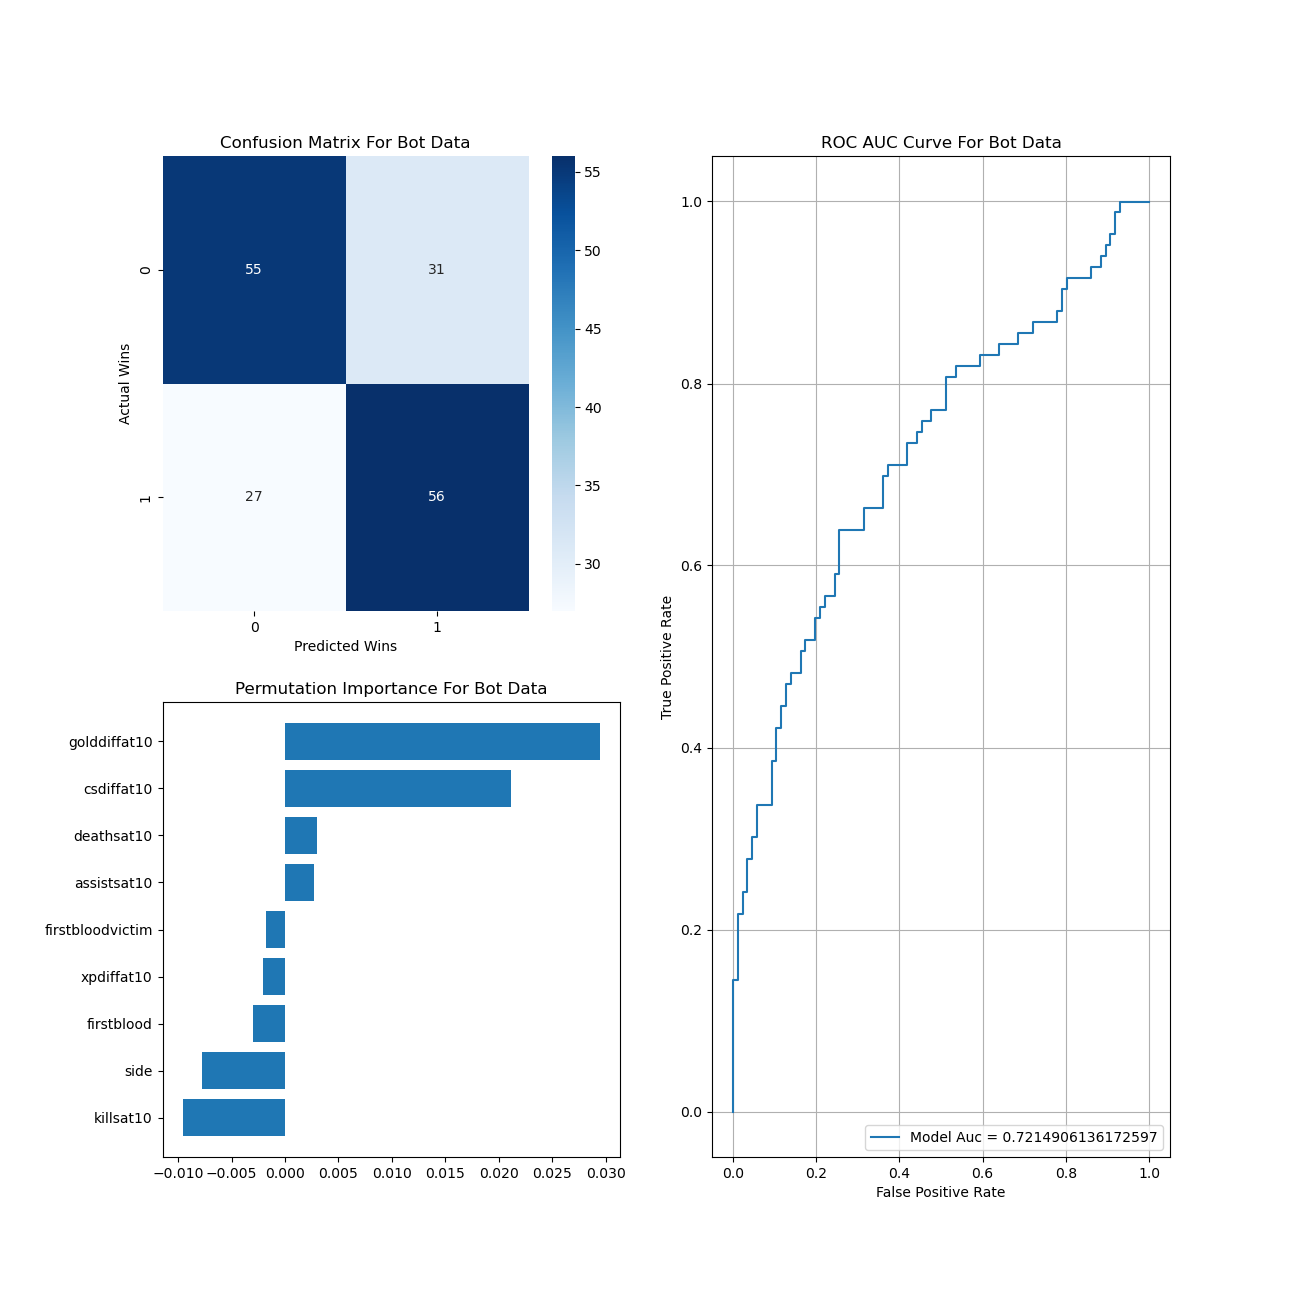 Confusion Matrix For Bot Data
55 31
27 56
0
1
Actual Wins
0 1
Predicted Wins
55
50
45
40
35
30
Permutation Importance For Bot Data
golddiffat10
csdiffat10
deathsat10
assistsat10
firstbloodvictim
xpdiffat10
firstblood
side
killsat10
−0.010 −0.005 0.000 0.005 0.010 0.015 0.020 0.025 0.030
ROC AUC Curve For Bot Data
1.0
0.8
0.6
0.4
0.2
0.0
True Positive Rate
Model Auc = 0.7214906136172597
0.0 0.2 0.4 0.6 0.8 1.0
False Positive Rate